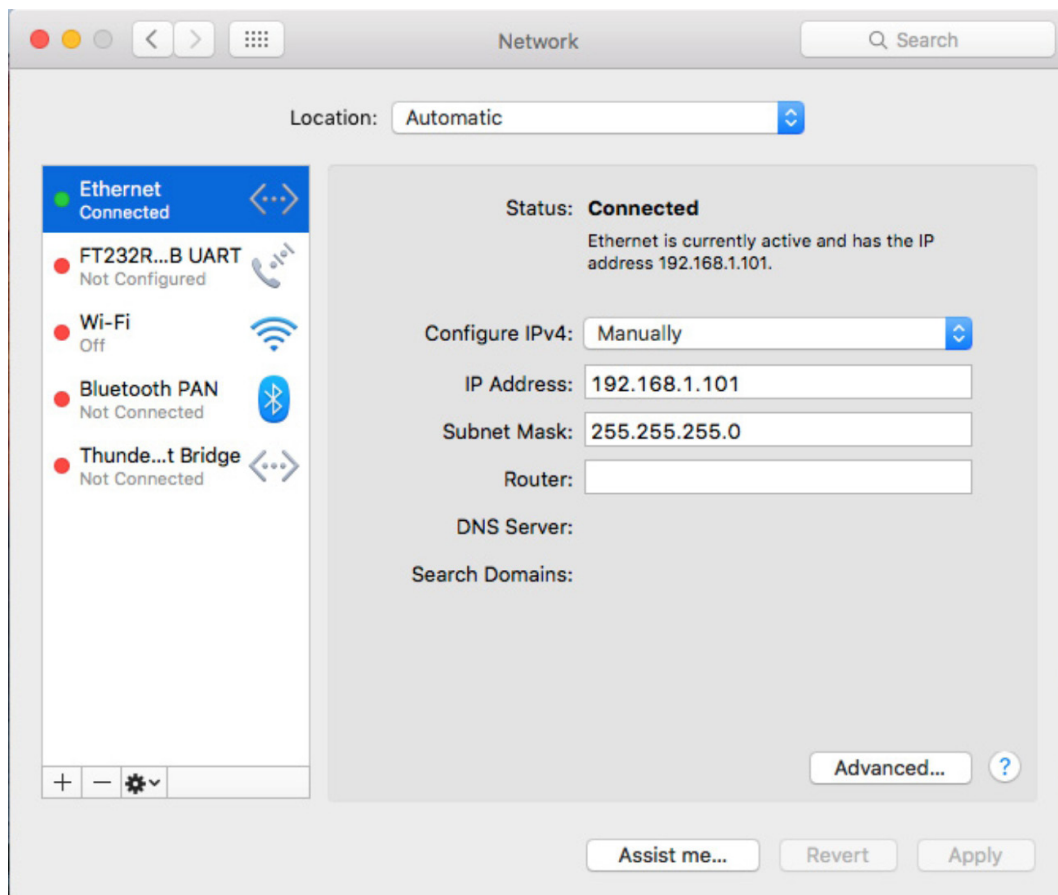 Network
Search
Location: Automatic
Ethernet
Connected
FT232R...B UART
Not Configured
Wi-Fi
Off
Bluetooth PAN
Not Connected
Thunde...t Bridge
Not Connected
Status: Connected
Ethernet is currently active and has the IP
address 192.168.1.101.
Configure IPv4: Manually
IP Address: 192.168.1.101
Subnet Mask: 255.255.255.0
Router:
DNS Server:
Search Domains:
Advanced...
?
Assist me...
Revert
Apply